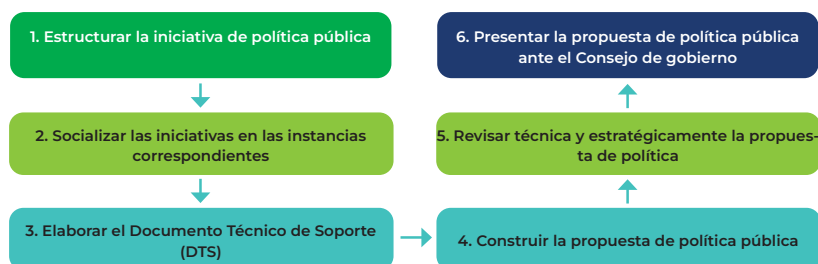 1. Estructurar la iniciativa de política pública
2. Socializar las iniciativas en las instancias
correspondientes
3. Elaborar el Documento Técnico de Soporte
(DTS)
4. Construir la propuesta de política pública
5. Revisar técnica y estratégicamente la propues-
ta de política
6. Presentar la propuesta de política pública
ante el Consejo de gobierno